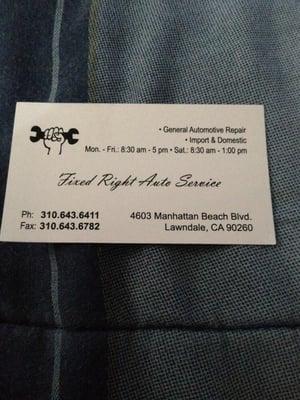 • General Automotive Repair
• Import & Domestic
Mon. - Fri.: 8:30 am - 5 pm • Sat.: 8:30 am - 1:00 pm
Fixed Right Auto Service
Ph: 310.643.6411
Fax: 310.643.6782
4603 Manhattan Beach Blvd.
Lawndale, CA 90260